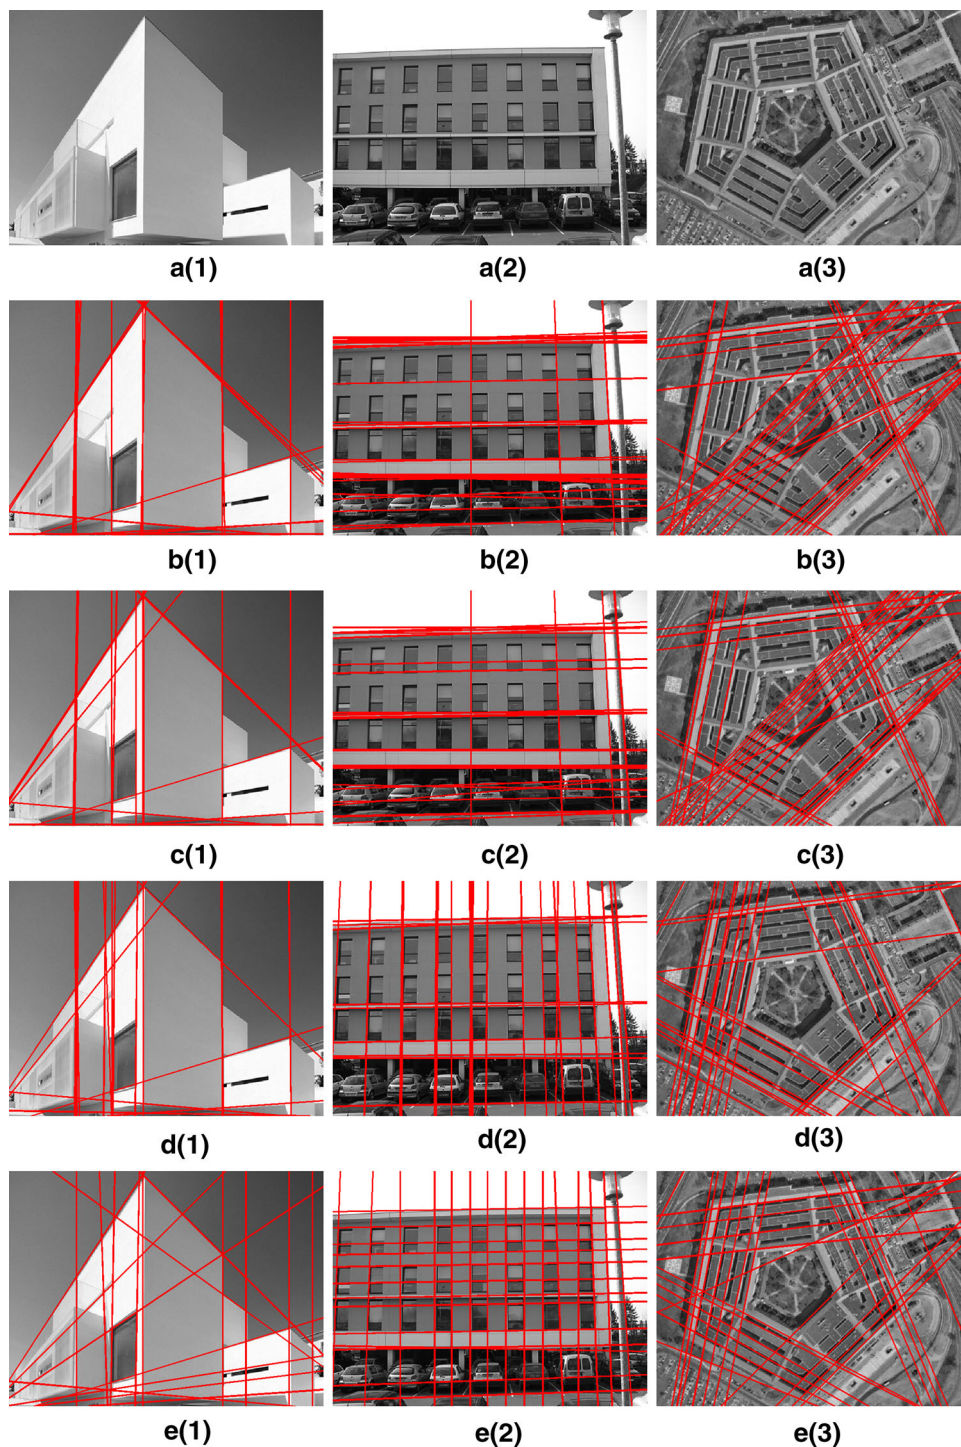 a(1) a(2) a(3)
b(1) b(2) b(3)
c(1) c(2) c(3)
d(1) d(2) d(3)
e(1) e(2) e(3)